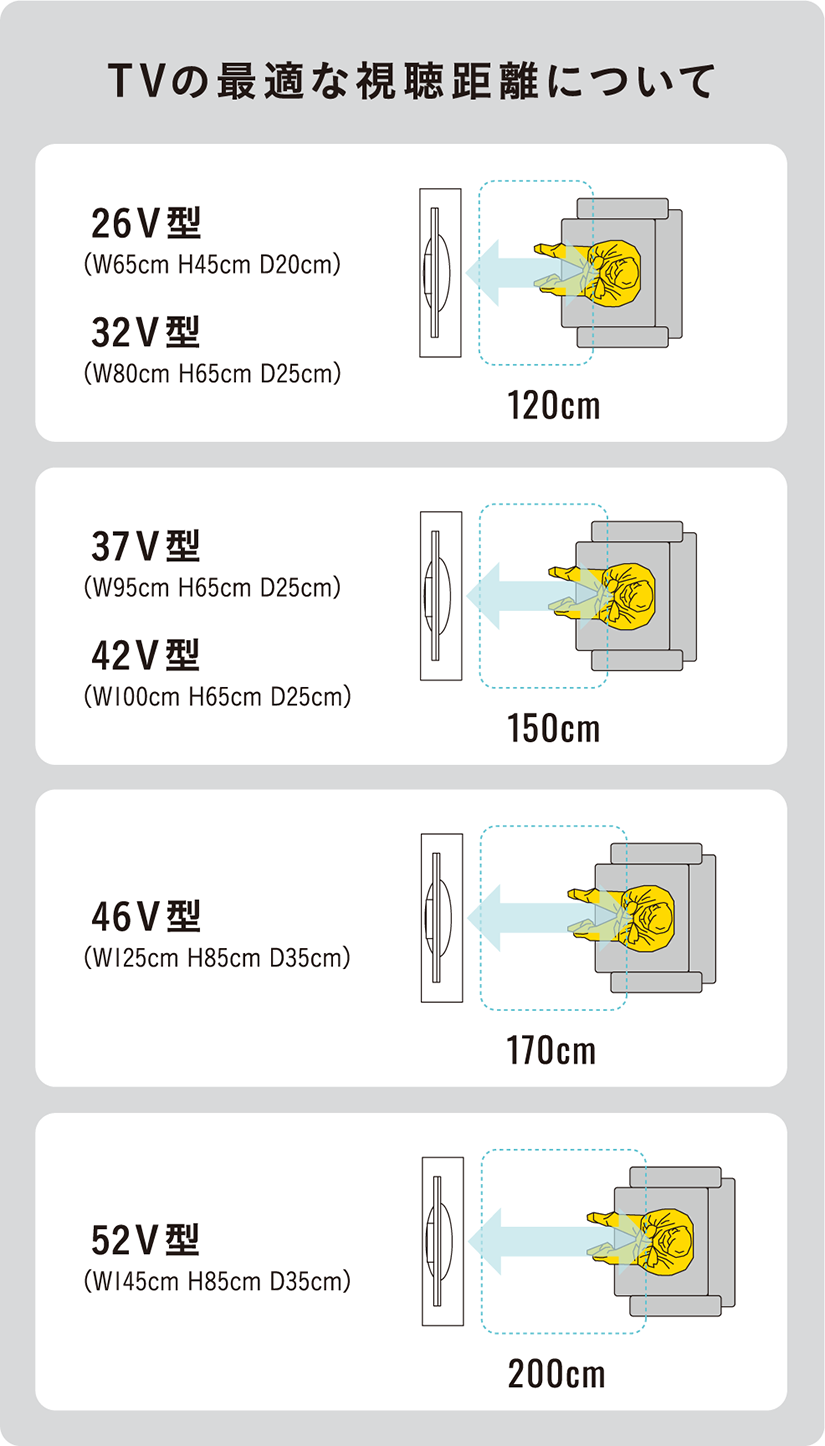 TVの最適な視聴距離について
26V型
（W65cm H45cm D20cm）
32V型
（W80cm H65cm D25cm）
120cm
37V型
（W95cm H65cm D25cm）
42V型
（W100cm H65cm D25cm）
150cm
46V型
（W125cm H85cm D35cm）
170cm
52V型
（W145cm H85cm D35cm）
200cm